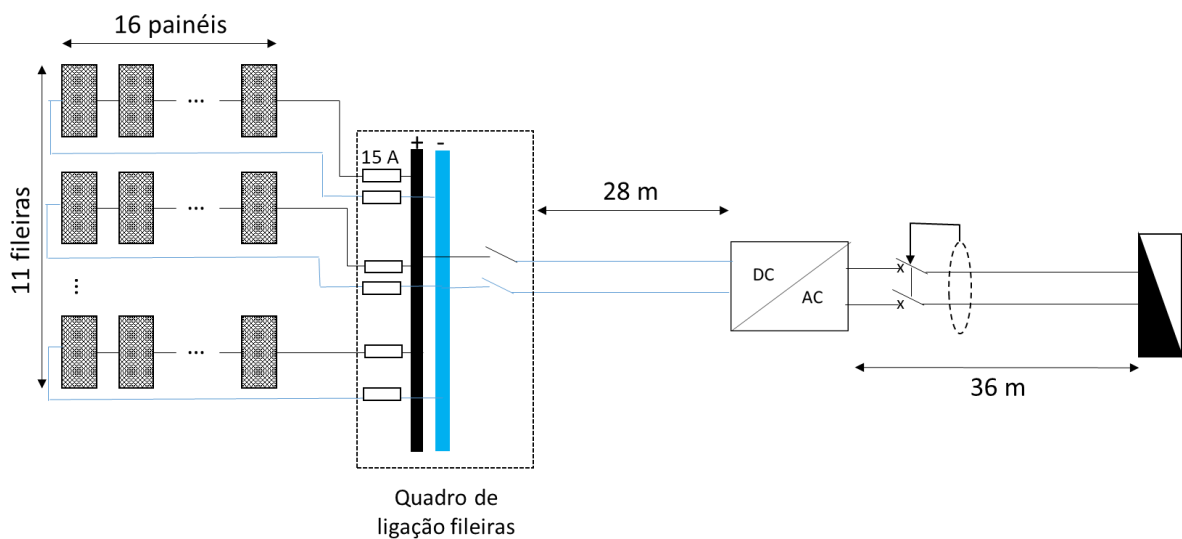 16 painéis
11 fileiras
...
...
...
...
15 A
+ -
28 m
DC
AC
x
x
36 m
Quadro de
ligação fileiras